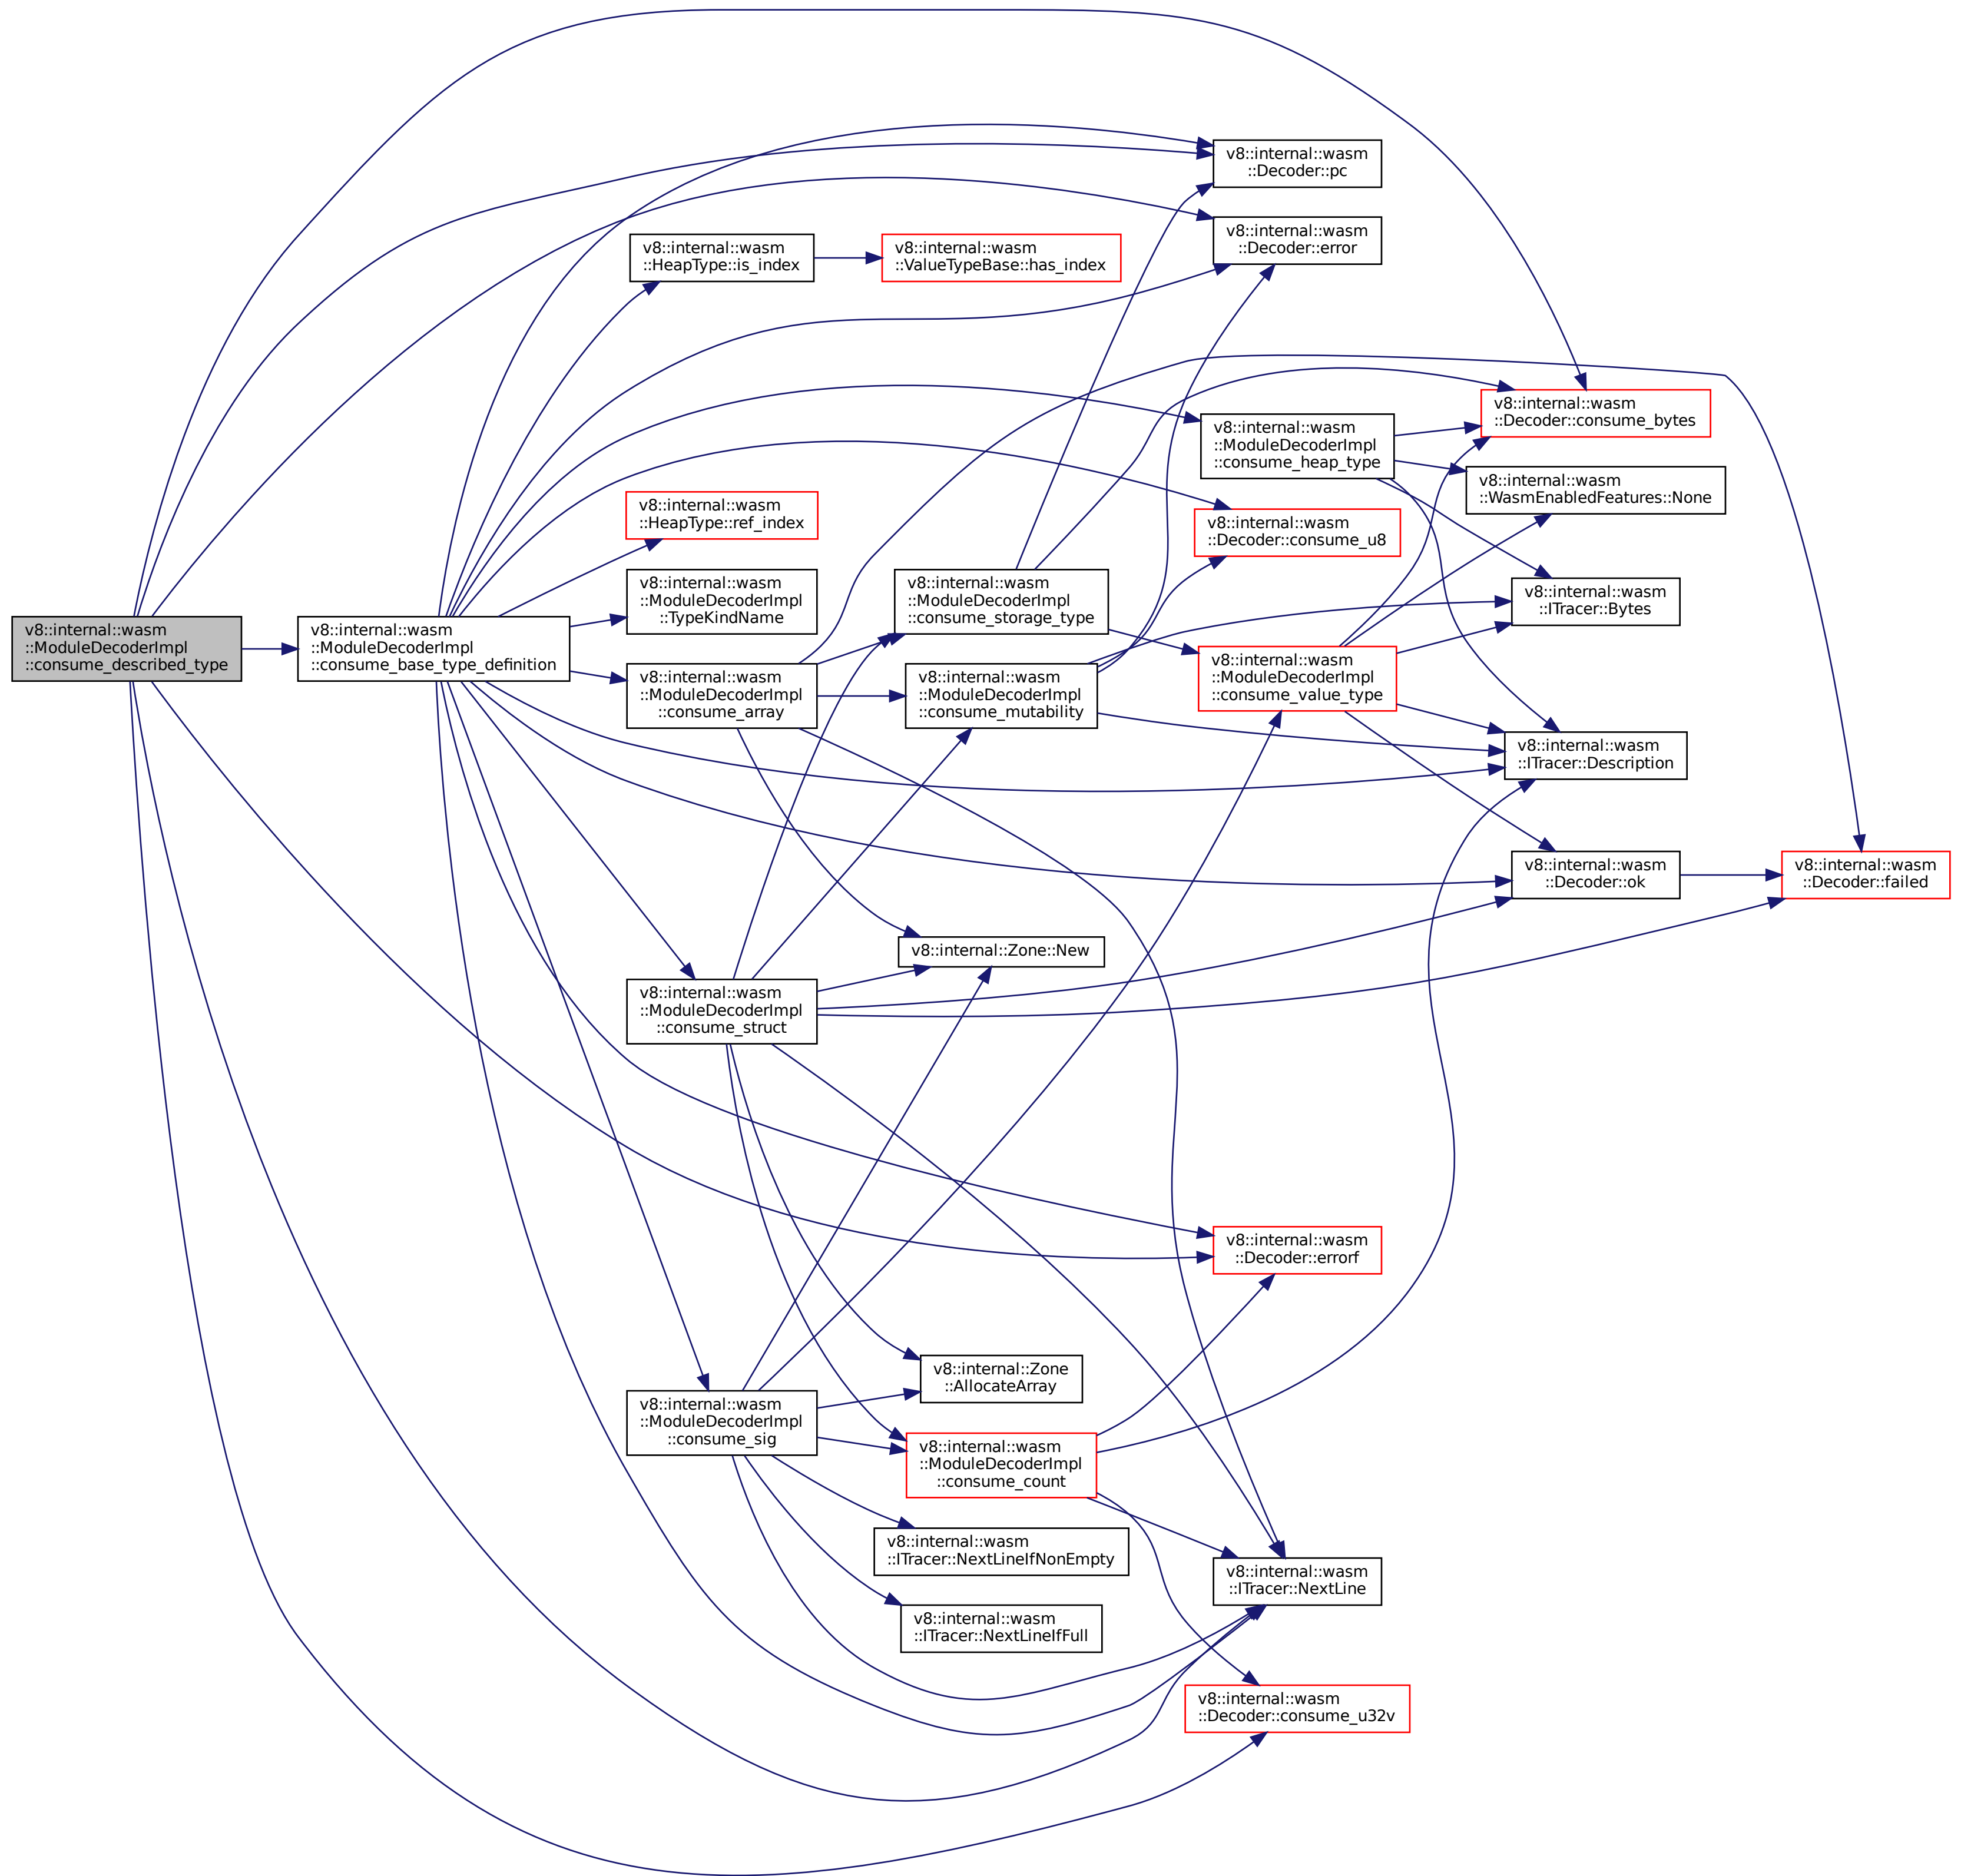 v8::internal::wasm
::ModuleDecoderImpl
::consume_described_type
v8::internal::wasm
::ModuleDecoderImpl
::consume_base_type_definition
v8::internal::wasm
::HeapType::is_index
v8::internal::wasm
::ValueTypeBase::has_index
v8::internal::wasm
::HeapType::ref_index
v8::internal::wasm
::ModuleDecoderImpl
::TypeKindName
v8::internal::wasm
::ModuleDecoderImpl
::consume_array
v8::internal::wasm
::ModuleDecoderImpl
::consume_struct
v8::internal::wasm
::ModuleDecoderImpl
::consume_sig
v8::internal::wasm
::ModuleDecoderImpl
::consume_storage_type
v8::internal::wasm
::ModuleDecoderImpl
::consume_mutability
v8::internal::Zone::New
v8::internal::Zone
::AllocateArray
v8::internal::wasm
::ModuleDecoderImpl
::consume_count
v8::internal::wasm
::ITracer::NextLineIfNonEmpty
v8::internal::wasm
::ITracer::NextLineIfFull
v8::internal::wasm
::Decoder::pc
v8::internal::wasm
::Decoder::error
v8::internal::wasm
::ModuleDecoderImpl
::consume_heap_type
v8::internal::wasm
::Decoder::consume_u8
v8::internal::wasm
::ModuleDecoderImpl
::consume_value_type
v8::internal::wasm
::Decoder::errorf
v8::internal::wasm
::ITracer::NextLine
v8::internal::wasm
::Decoder::consume_u32v
v8::internal::wasm
::Decoder::consume_bytes
v8::internal::wasm
::WasmEnabledFeatures::None
v8::internal::wasm
::ITracer::Bytes
v8::internal::wasm
::ITracer::Description
v8::internal::wasm
::Decoder::ok
v8::internal::wasm
::Decoder::failed